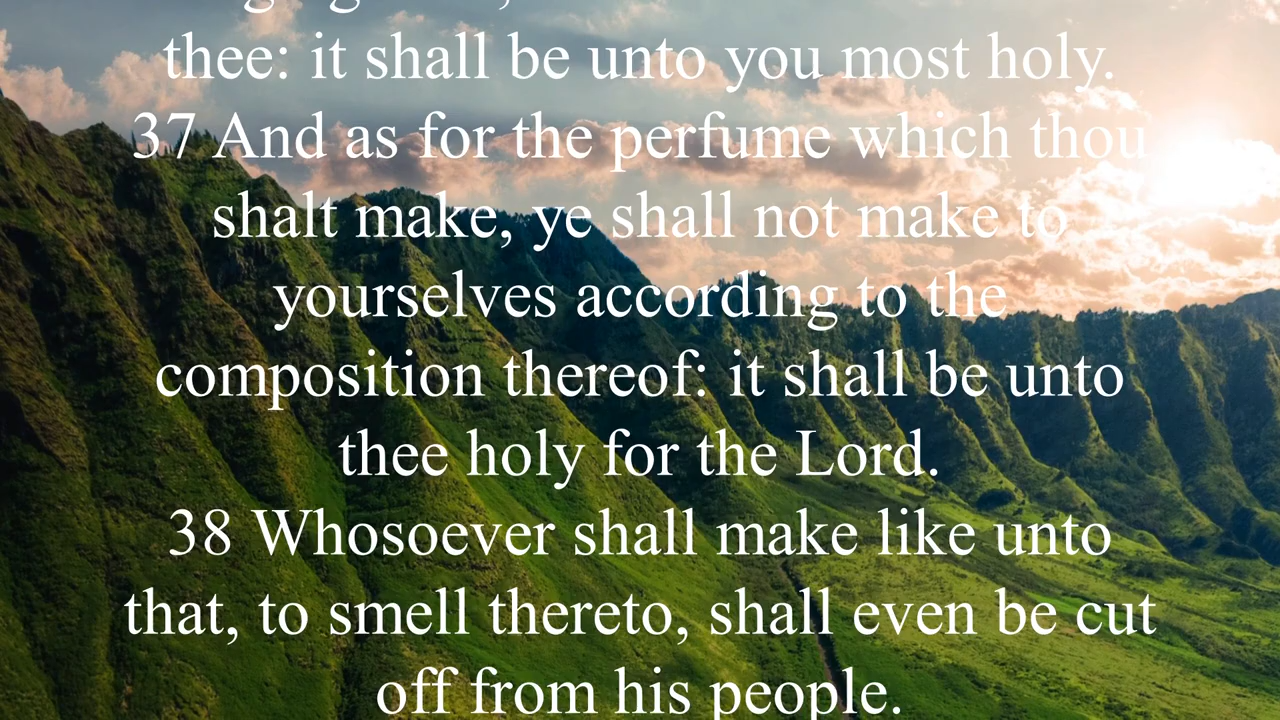 thee: it shall be unto you most holy.
37 And as for the perfume which thou
shalt make, ye shall not make to
yourselves according to the
composition thereof: it shall be unto
thee holy for the Lord.
38 Whosoever shall make like unto
that, to smell thereto, shall even be cut
off from his people.